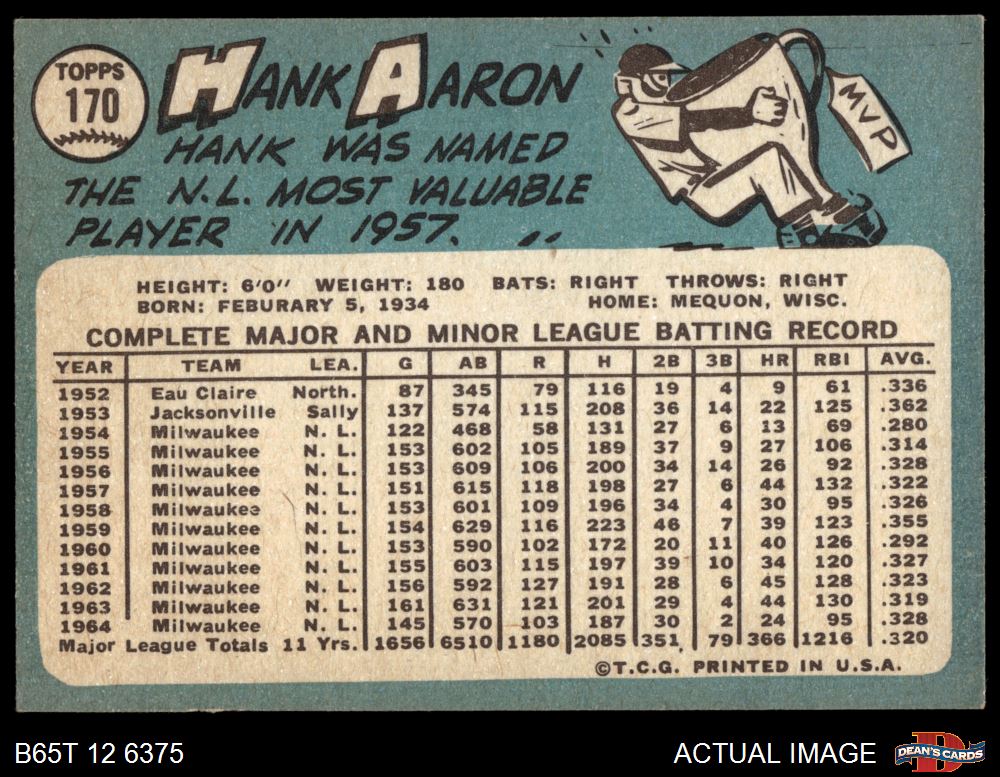 TOPPS
170
HANK AARON
HANK WAS NAMED
THE N.L. MOST VALUABLE
PLAYER IN 1957.
MVP
HEIGHT: 6'0" WEIGHT: 180 BATS: RIGHT THROWS: RIGHT
BORN: FEBURARY 5, 1934 HOME: MEQUON, WISC.
COMPLETE MAJOR AND MINOR LEAGUE BATTING RECORD
YEAR TEAM LEA. G AB R H 2B 3B HR RBI AVG.
1952 Eau Claire North. 87 345 79 116 19 4 9 61 .336
1953 Jacksonville Sally 137 574 115 208 36 14 22 125 .362
1954 Milwaukee N. L. 122 468 58 131 27 6 13 69 .280
1955 Milwaukee N. L. 153 602 105 189 37 9 27 106 .314
1956 Milwaukee N. L. 153 609 106 200 34 14 26 92 .328
1957 Milwaukee N. L. 151 615 118 198 27 6 44 132 .322
1958 Milwaukee N. L. 153 601 109 196 34 4 30 95 .326
1959 Milwaukee N. L. 154 629 116 223 46 7 39 123 .355
1960 Milwaukee N. L. 153 590 102 172 20 11 40 126 .292
1961 Milwaukee N. L. 155 603 115 197 39 10 34 120 .327
1962 Milwaukee N. L. 156 592 127 191 28 6 45 128 .323
1963 Milwaukee N. L. 161 631 121 201 29 4 44 130 .319
1964 Milwaukee N. L. 145 570 103 187 30 2 24 95 .328
Major League Totals 11 Yrs. 1656 6510 1180 2085 351 79 366 1216 .320
©T.C.G. PRINTED IN U.S.A.
B65T 12 6375 ACTUAL IMAGE
D
DEAN'S CARDS